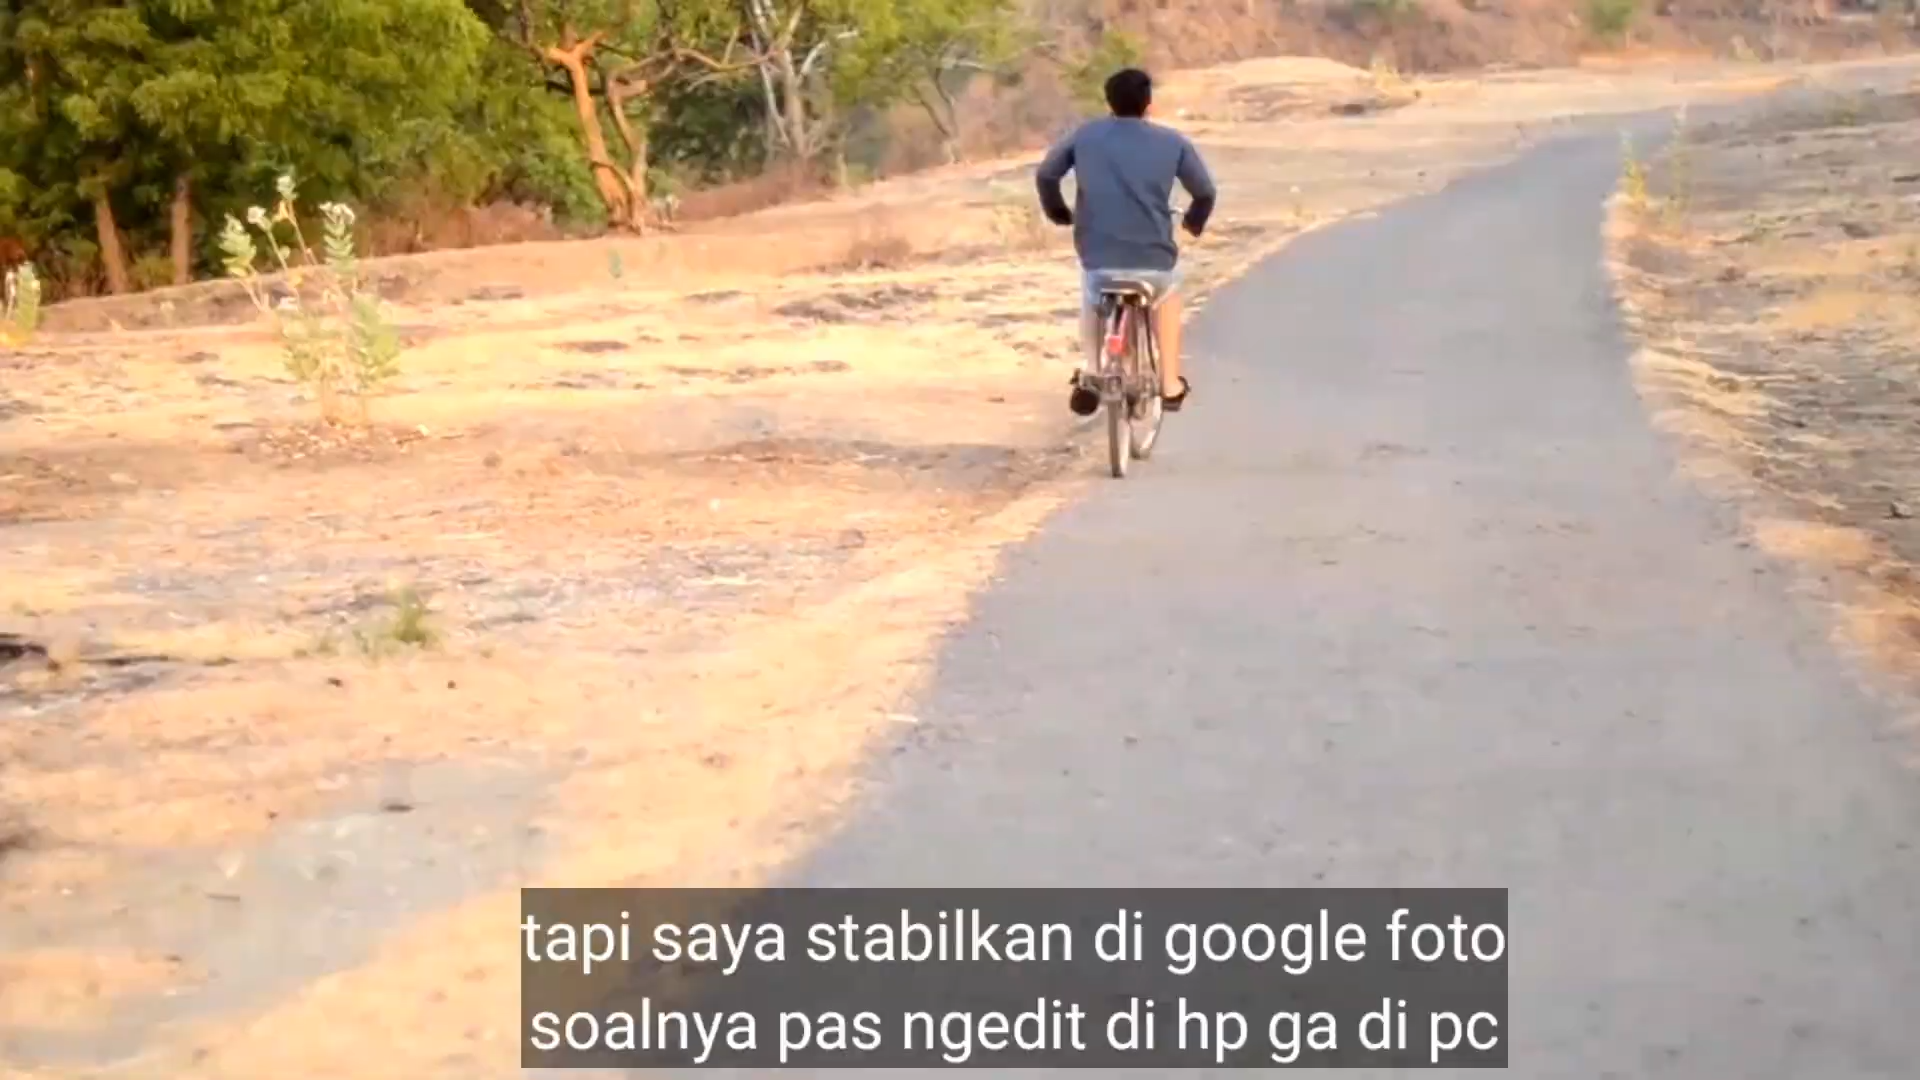 tapi saya stabilkan di google foto
soalnya pas ngedit di hp ga di pc